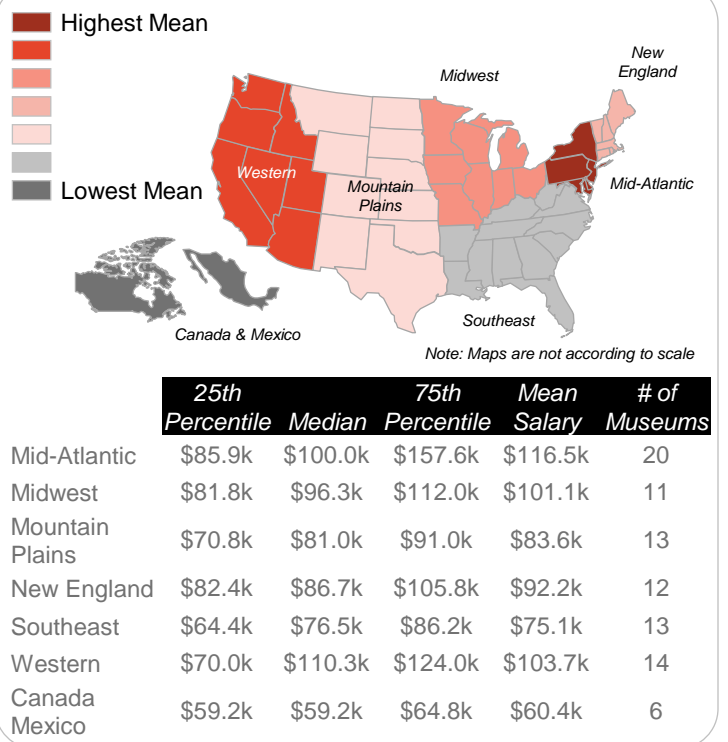 Highest Mean
Lowest Mean
New
England
Midwest
Western
Mountain
Plains
Mid-Atlantic
Southeast
Canada & Mexico
Note: Maps are not according to scale
25th 75th Mean # of
Percentile Median Percentile Salary Museums
Mid-Atlantic $85.9k $100.0k $157.6k $116.5k 20
Midwest $81.8k $96.3k $112.0k $101.1k 11
Mountain
Plains $70.8k $81.0k $91.0k $83.6k 13
New England $82.4k $86.7k $105.8k $92.2k 12
Southeast $64.4k $76.5k $86.2k $75.1k 13
Western $70.0k $110.3k $124.0k $103.7k 14
Canada
Mexico $59.2k $59.2k $64.8k $60.4k 6